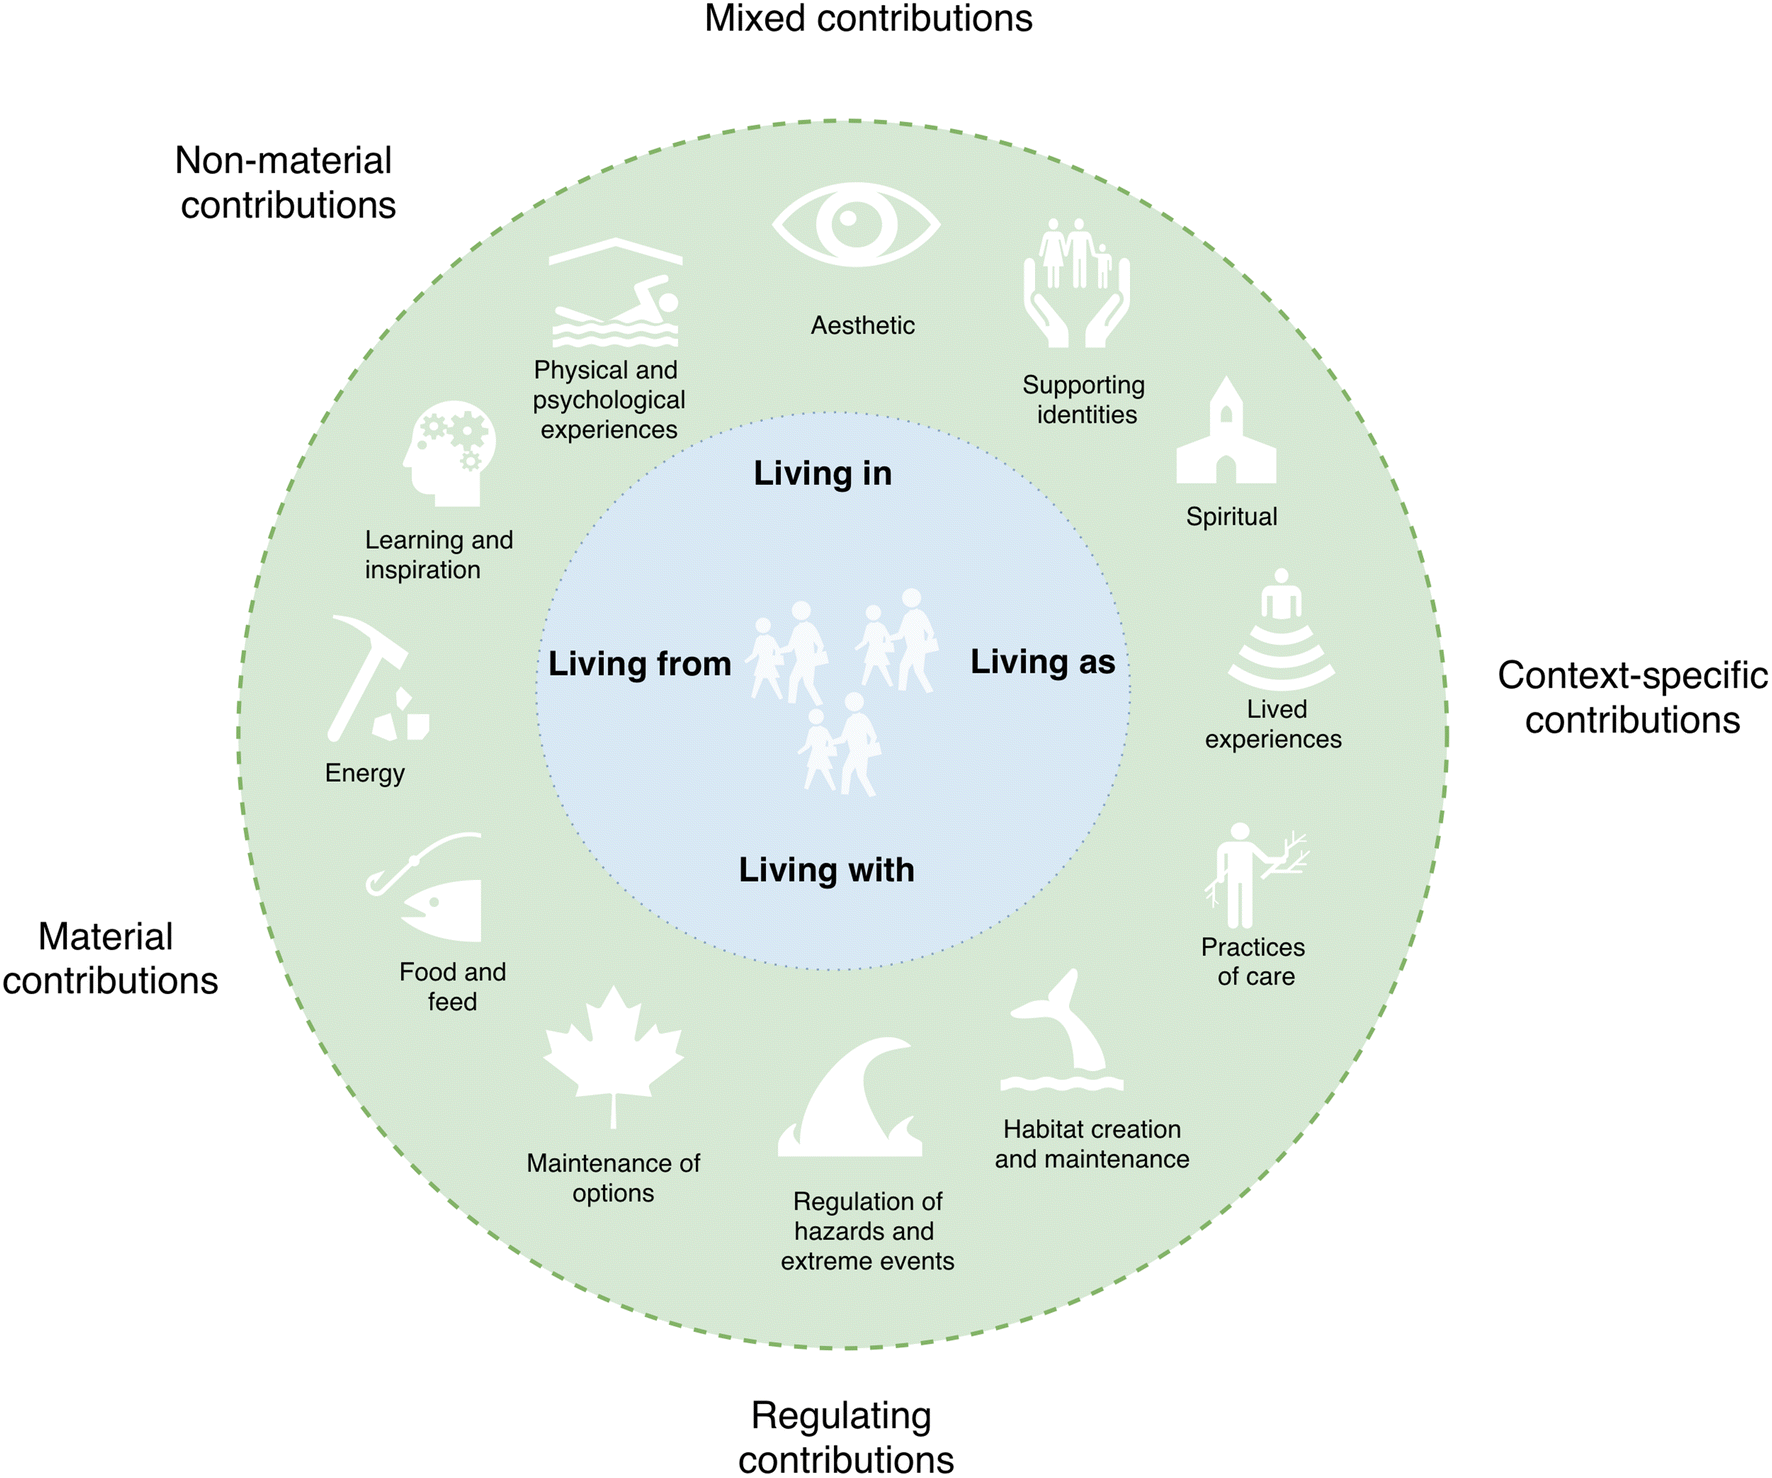 Mixed contributions
Non-material
contributions
Aesthetic
Physical and
psychological
experiences
Supporting
identities
Spiritual
Learning and
inspiration
Living in
Living from
Living as
Living with
Lived
experiences
Context-specific
contributions
Energy
Practices
of care
Material
contributions
Food and
feed
Habitat creation
and maintenance
Maintenance of
options
Regulation of
hazards and
extreme events
Regulating
contributions